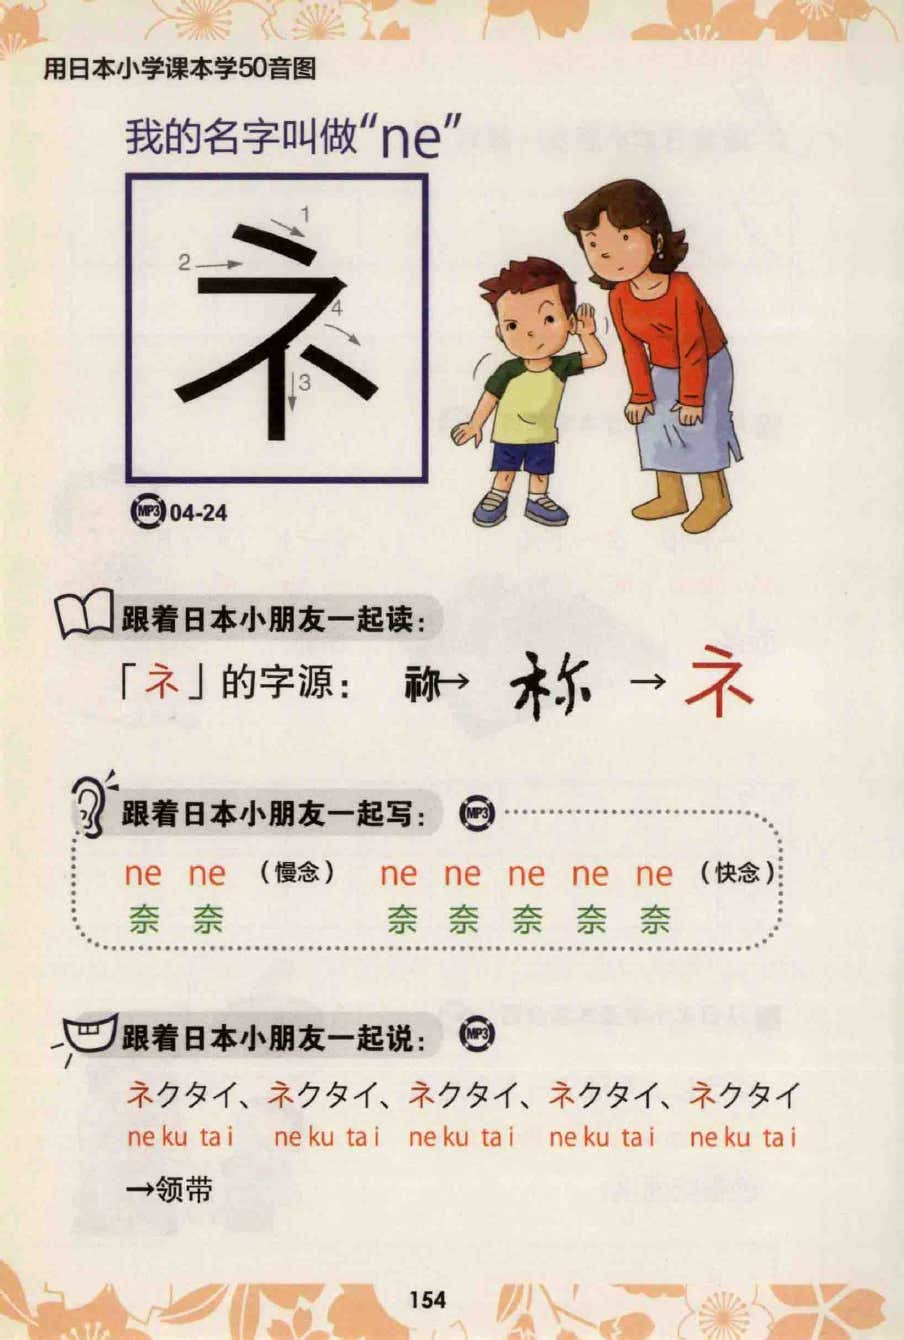 用日本小学课本学50音图
我的名字叫做“ne”
1
2
ネ
4
3
MP3 04-24
跟着日本小朋友一起读：
「ネ」的字源： 祢→ 祢 → ネ
跟着日本小朋友一起写： MP3
ne ne （慢念） ne ne ne ne ne （快念）
奈 奈 奈 奈 奈 奈 奈
跟着日本小朋友一起说： MP3
ネクタイ、ネクタイ、ネクタイ、ネクタイ、ネクタイ
ne ku ta i ne ku ta i ne ku ta i ne ku ta i ne ku ta i
→领带
154